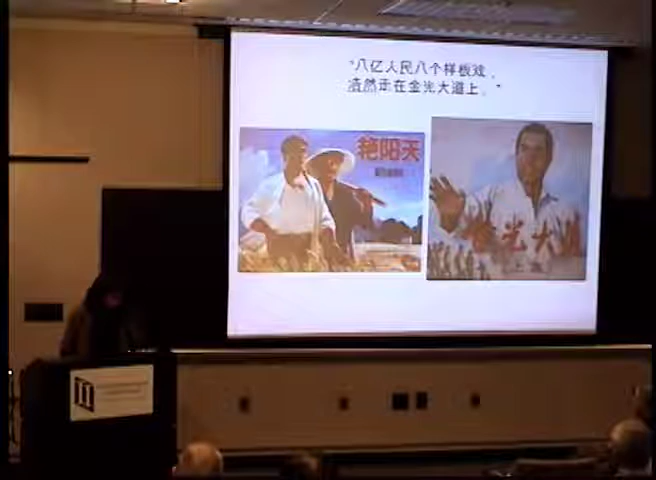 “八亿人民八个样板戏，
浩然走在金光大道上。”
艳阳天
金光大道